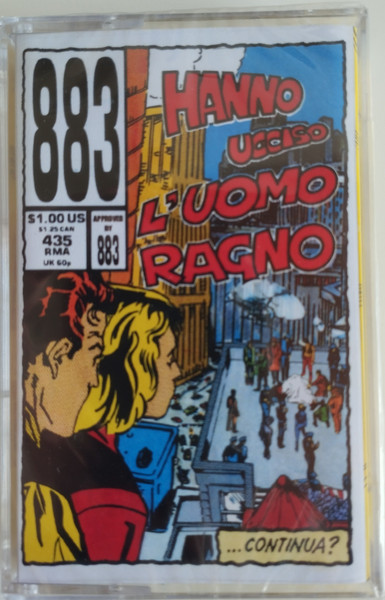 883
$1.00 US
$1.25 CAN
435
RMA
UK 60p
APPROVED
BY
883
HANNO
UCCISO
L'UOMO
RAGNO
...CONTINUA?